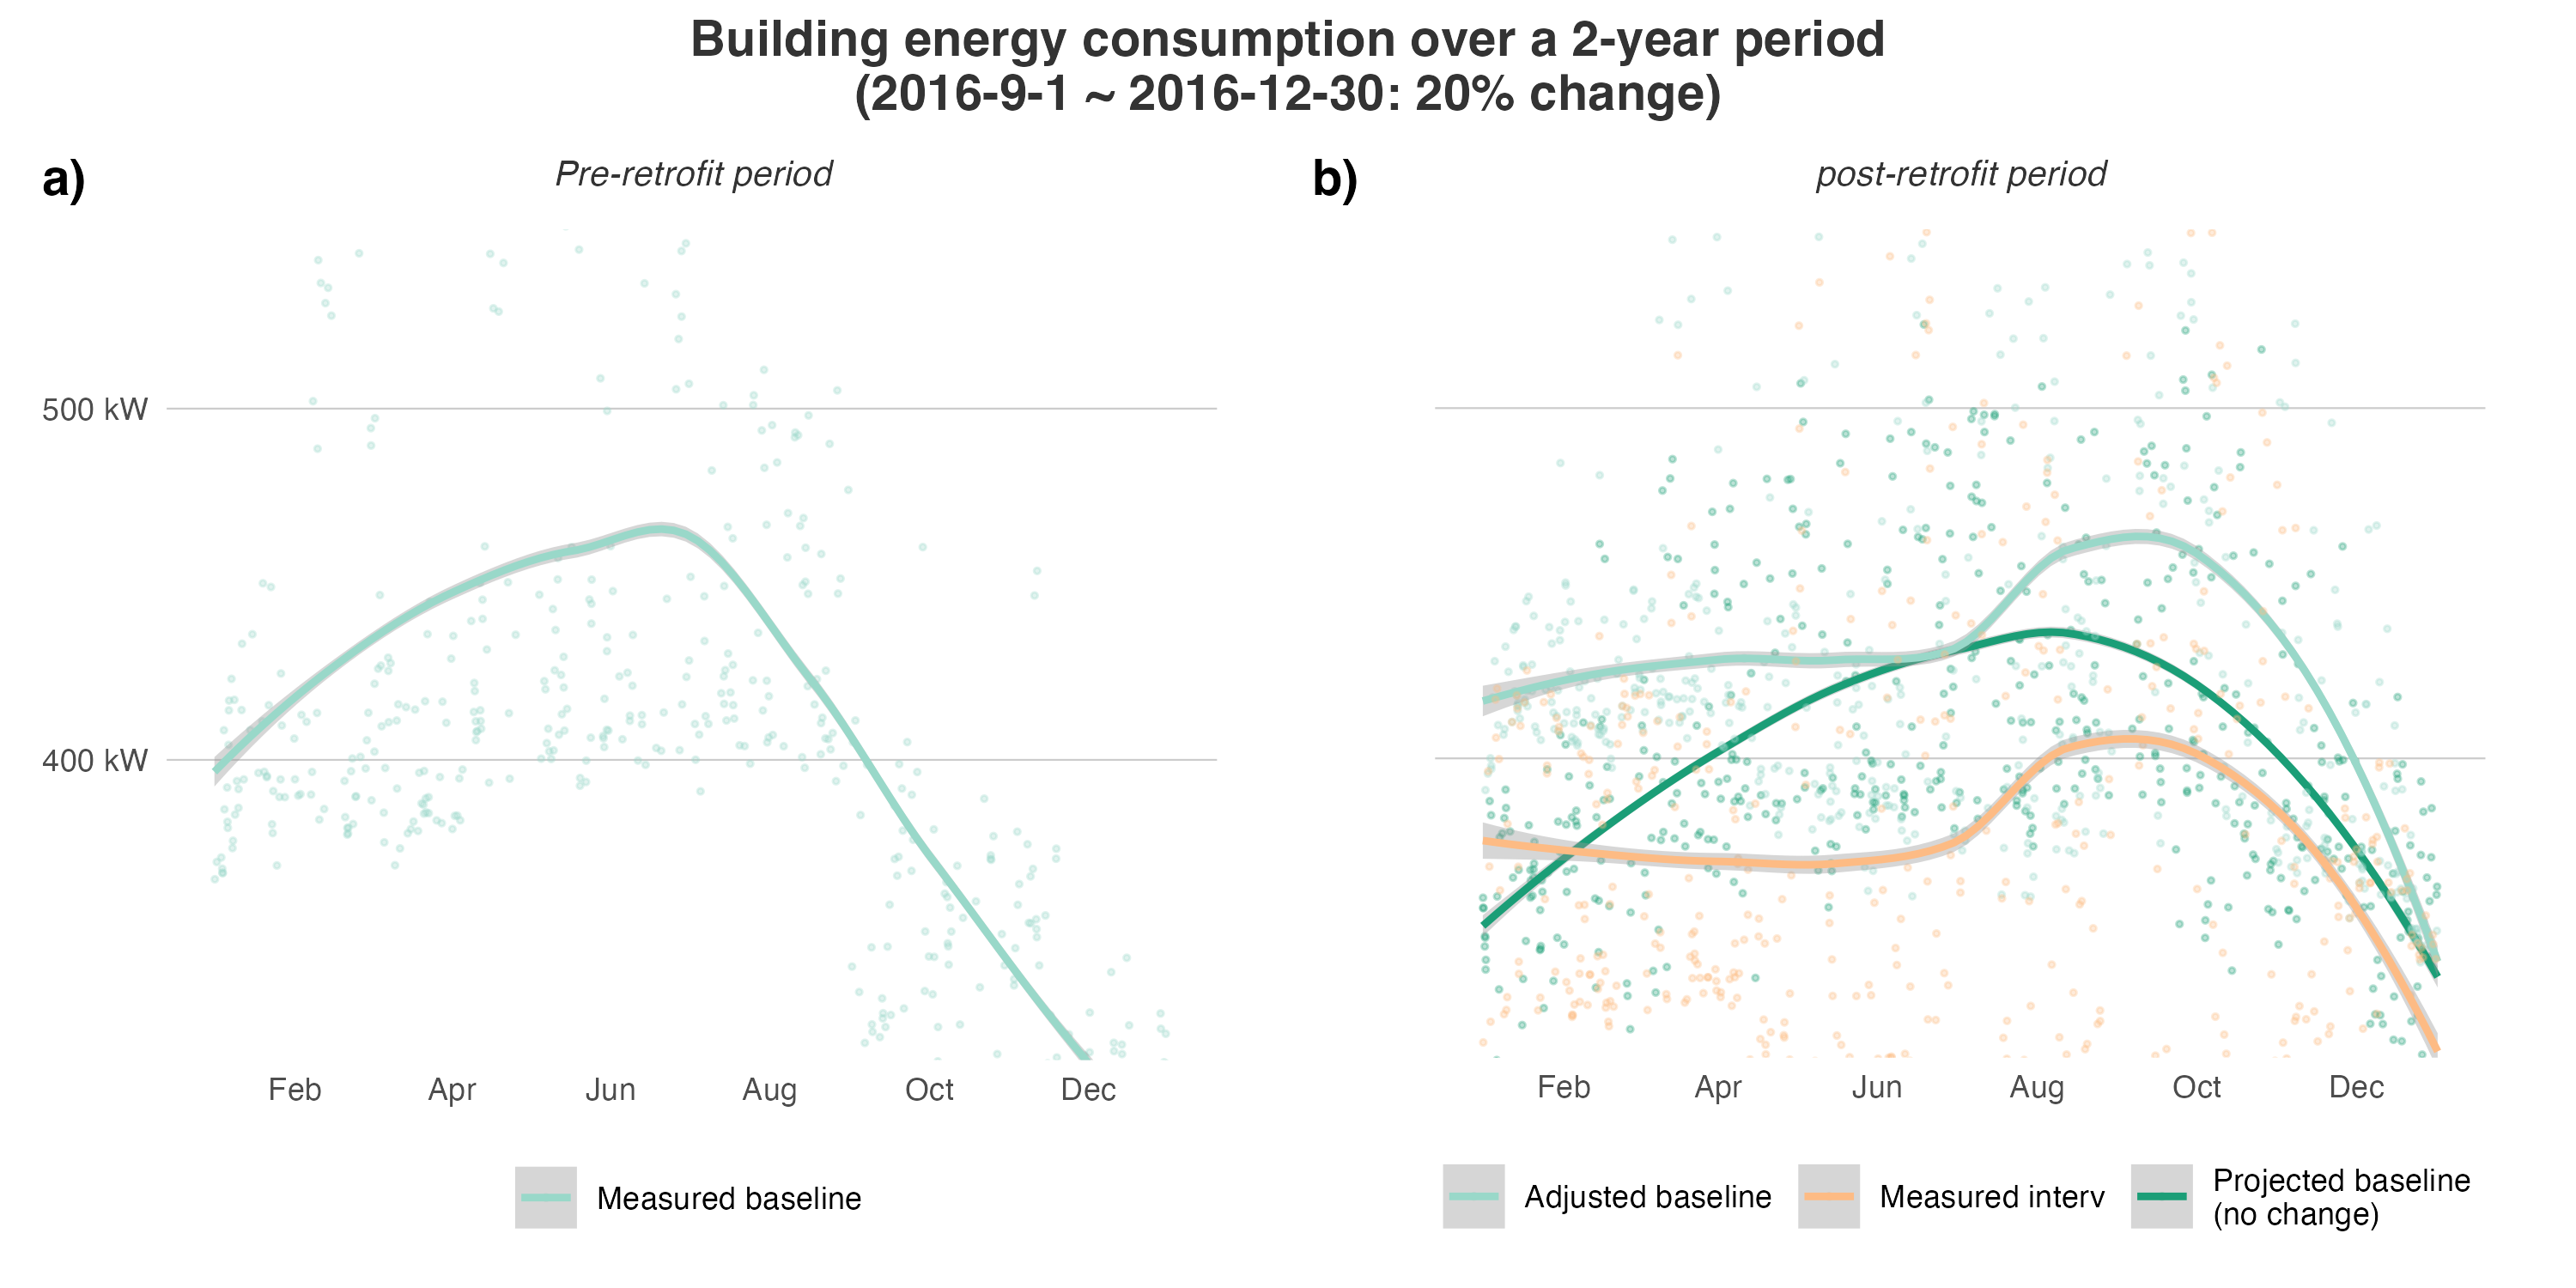 Building energy consumption over a 2-year period
(2016-9-1 ~ 2016-12-30: 20% change)
a)
Pre-retrofit period
500 kW
400 kW
Feb Apr Jun Aug Oct Dec
Measured baseline
b)
post-retrofit period
Feb Apr Jun Aug Oct Dec
Adjusted baseline
Measured interv
Projected baseline
(no change)